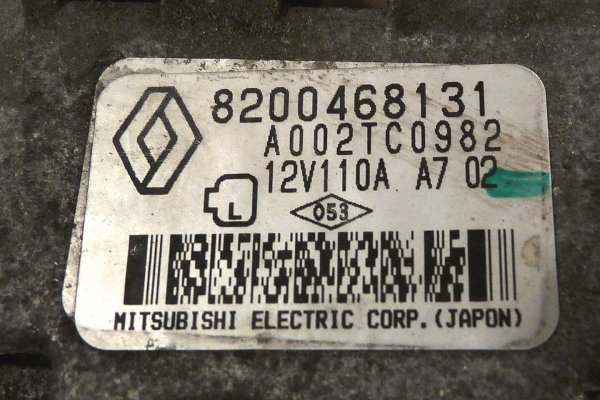 8200468131
A002TC0982
12V110A A7 02
L
053
MITSUBISHI ELECTRIC CORP.(JAPON)